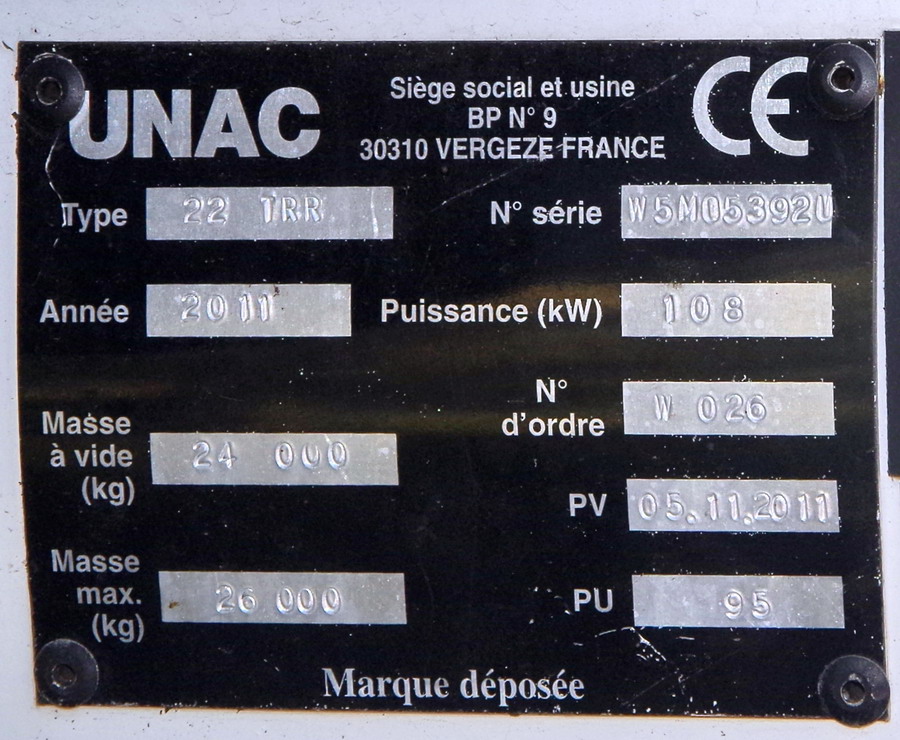 UNAC
Siège social et usine
BP N° 9
30310 VERGEZE FRANCE
CE
Type 22 TRR
N° série W5M05392U
Année 2011
Puissance (kW) 108
N° d'ordre W 026
Masse à vide (kg) 24 000
PV 05.11.2011
Masse max. (kg) 26 000
PU 95
Marque déposée